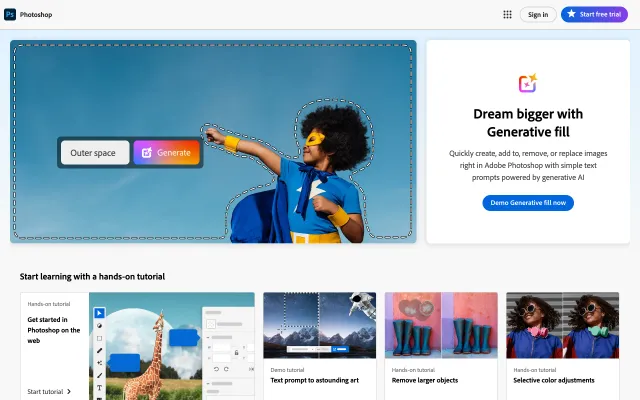 Ps Photoshop
Sign in
Start free trial
Outer space
Generate
Dream bigger with
Generative fill
Quickly create, add to, remove, or replace images
right in Adobe Photoshop with simple text
prompts powered by generative AI
Demo Generative fill now
Start learning with a hands-on tutorial
Hands-on tutorial
Get started in
Photoshop on the
web
Start tutorial
Demo tutorial
Text prompt to astounding art
Hands-on tutorial
Remove larger objects
Hands-on tutorial
Selective color adjustments